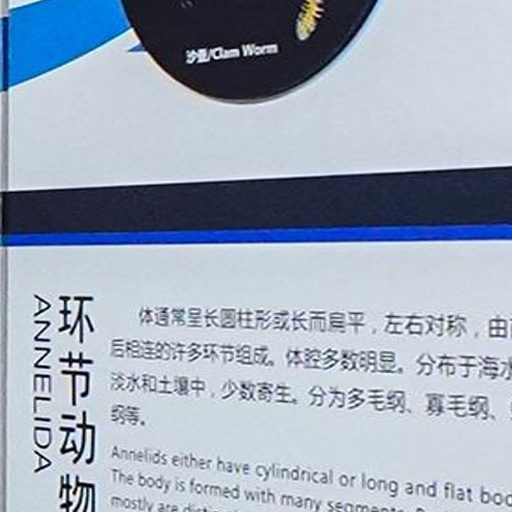 沙蚕/Clam Worm
环节动物
ANNELIDA
体通常呈长圆柱形或长而扁平，左右对称，由
后相连的许多环节组成。体腔多数明显。分布于海水
淡水和土壤中，少数寄生。分为多毛纲、寡毛纲、
纲等。
Annelids either have cylindrical or long and flat bod
The body is formed with many segments.
mostly are